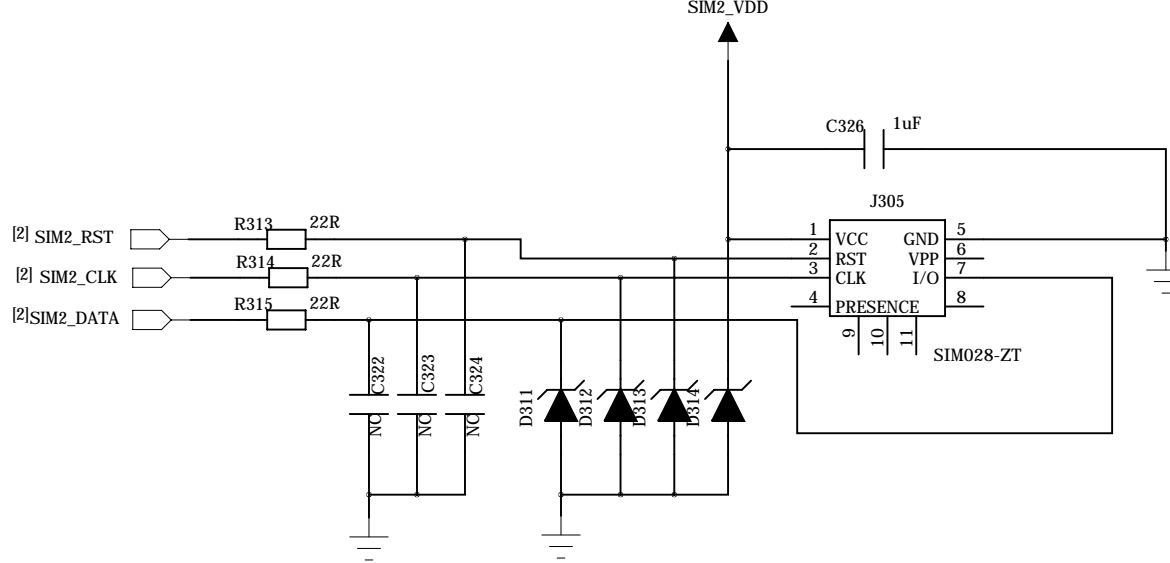 SIM2_VDD
C326 1uF
J305
[2] SIM2_RST R313 22R
1 VCC GND 5
2 RST VPP 6
[2] SIM2_CLK R314 22R
3 CLK I/O 7
[2]SIM2_DATA R315 22R
4 PRESENCE 8
9 10 11
SIM028-ZT
C322 C323 C324
NC NC NC
D311 D312 D313 D314